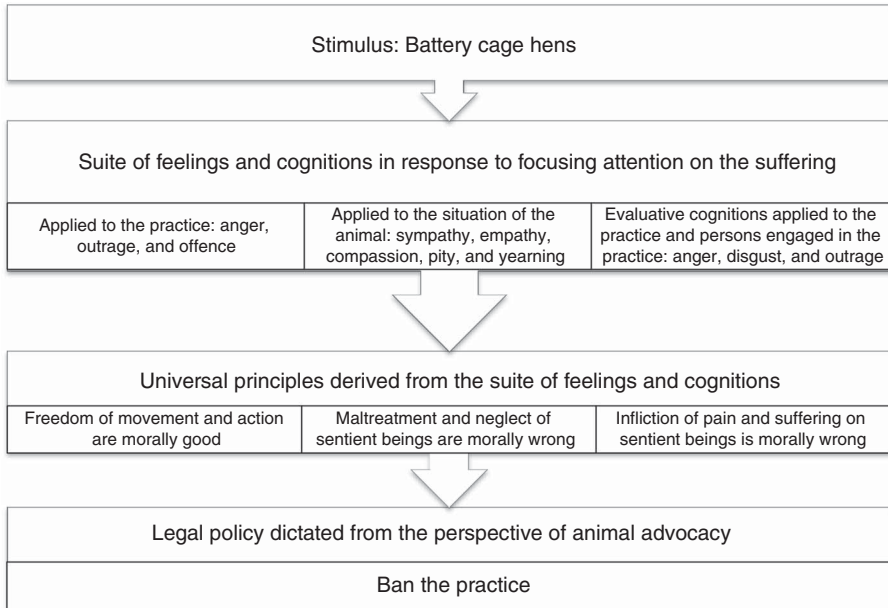 Stimulus: Battery cage hens
Suite of feelings and cognitions in response to focusing attention on the suffering
Applied to the practice: anger,
outrage, and offence
Applied to the situation of the
animal: sympathy, empathy,
compassion, pity, and yearning
Evaluative cognitions applied to the
practice and persons engaged in the
practice: anger, disgust, and outrage
Universal principles derived from the suite of feelings and cognitions
Freedom of movement and action
are morally good
Maltreatment and neglect of
sentient beings are morally wrong
Infliction of pain and suffering on
sentient beings is morally wrong
Legal policy dictated from the perspective of animal advocacy
Ban the practice